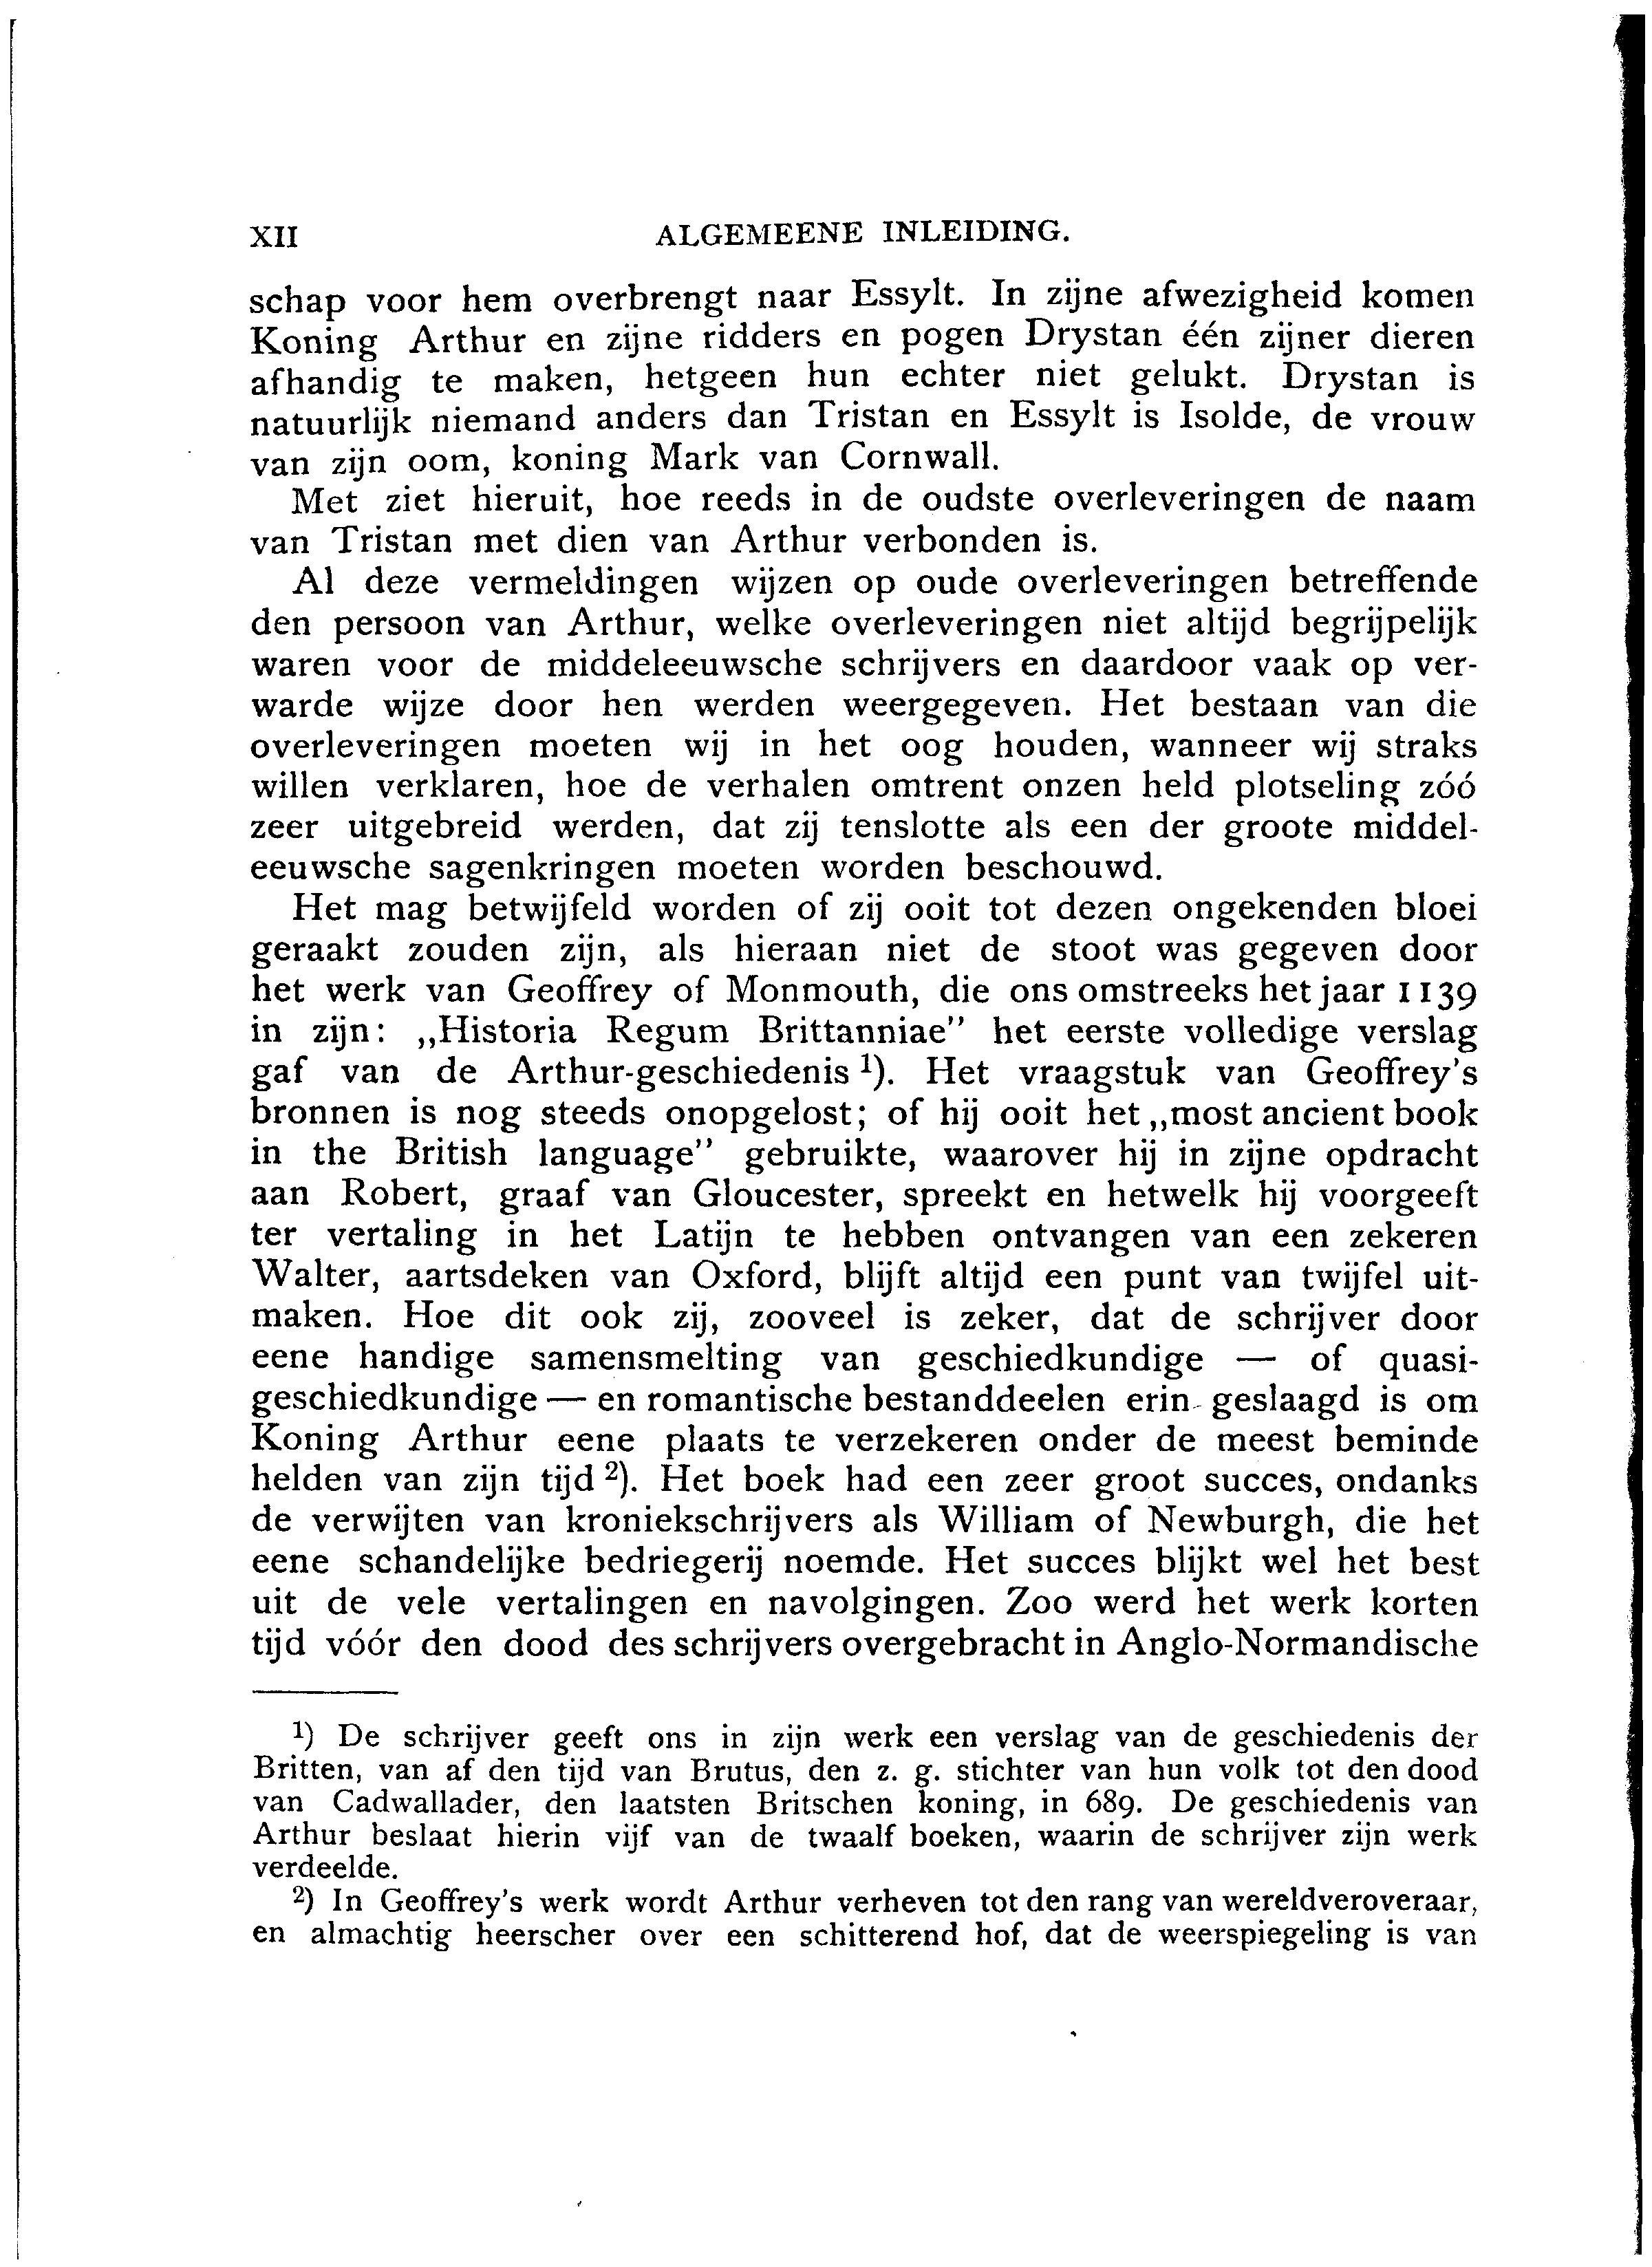 XII ALGEMEENE INLEIDING.
schap voor hem overbrengt naar Essylt. In zijne afwezigheid komen
Koning Arthur en zijne ridders en pogen Drystan één zijner dieren
afhandig te maken, hetgeen hun echter niet gelukt. Drystan is
natuurlijk niemand anders dan Tristan en Essylt is Isolde, de vrouw
van zijn oom, koning Mark van Cornwall.
Met ziet hieruit, hoe reeds in de oudste overleveringen de naam
van Tristan met dien van Arthur verbonden is.
Al deze vermeldingen wijzen op oude overleveringen betreffende
den persoon van Arthur, welke overleveringen niet altijd begrijpelijk
waren voor de middeleeuwsche schrijvers en daardoor vaak op ver-
warde wijze door hen werden weergegeven. Het bestaan van die
overleveringen moeten wij in het oog houden, wanneer wij straks
willen verklaren, hoe de verhalen omtrent onzen held plotseling zóó
zeer uitgebreid werden, dat zij tenslotte als een der groote middel-
eeuwsche sagenkringen moeten worden beschouwd.
Het mag betwijfeld worden of zij ooit tot dezen ongekenden bloei
geraakt zouden zijn, als hieraan niet de stoot was gegeven door
het werk van Geoffrey of Monmouth, die ons omstreeks het jaar 1139
in zijn: „Historia Regum Brittanniae" het eerste volledige verslag
gaf van de Arthur-geschiedenis ¹). Het vraagstuk van Geoffrey's
bronnen is nog steeds onopgelost; of hij ooit het „most ancient book
in the British language" gebruikte, waarover hij in zijne opdracht
aan Robert, graaf van Gloucester, spreekt en hetwelk hij voorgeeft
ter vertaling in het Latijn te hebben ontvangen van een zekeren
Walter, aartsdeken van Oxford, blijft altijd een punt van twijfel uit-
maken. Hoe dit ook zij, zooveel is zeker, dat de schrijver door
eene handige samensmelting van geschiedkundige — of quasi-
geschiedkundige — en romantische bestanddeelen erin geslaagd is om
Koning Arthur eene plaats te verzekeren onder de meest beminde
helden van zijn tijd ²). Het boek had een zeer groot succes, ondanks
de verwijten van kroniekschrijvers als William of Newburgh, die het
eene schandelijke bedriegerij noemde. Het succes blijkt wel het best
uit de vele vertalingen en navolgingen. Zoo werd het werk korten
tijd vóór den dood des schrijvers overgebracht in Anglo-Normandische
¹) De schrijver geeft ons in zijn werk een verslag van de geschiedenis der
Britten, van af den tijd van Brutus, den z. g. stichter van hun volk tot den dood
van Cadwallader, den laatsten Britschen koning, in 689. De geschiedenis van
Arthur beslaat hierin vijf van de twaalf boeken, waarin de schrijver zijn werk
verdeelde.
²) In Geoffrey's werk wordt Arthur verheven tot den rang van wereldveroveraar,
en almachtig heerscher over een schitterend hof, dat de weerspiegeling is van